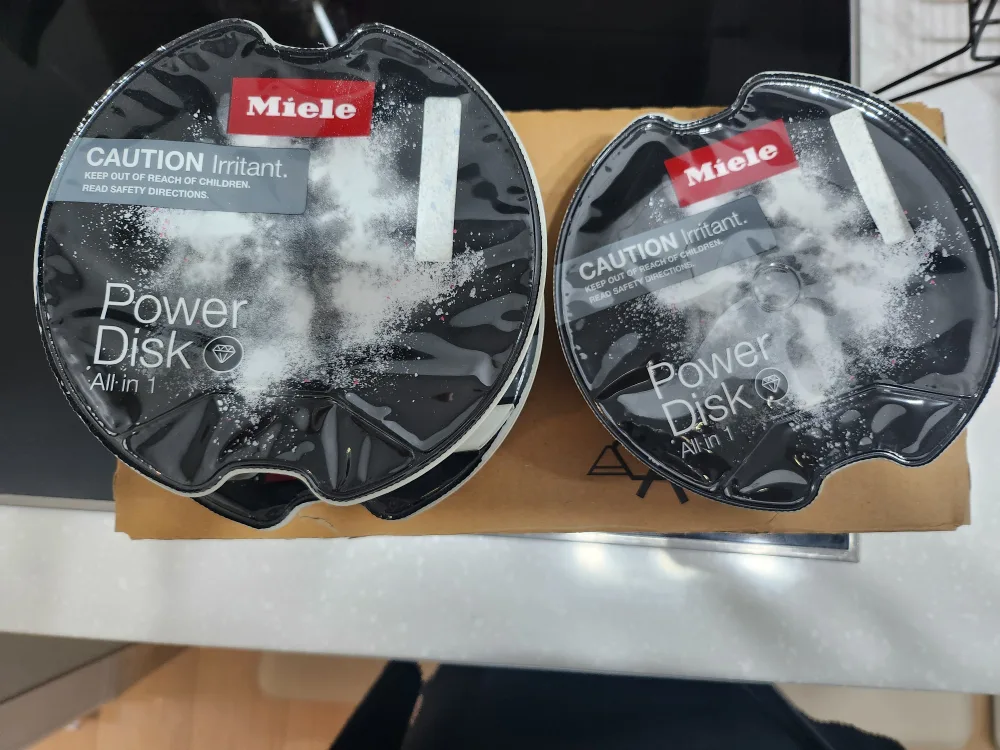 Miele
CAUTION Irritant.
KEEP OUT OF REACH OF CHILDREN.
READ SAFETY DIRECTIONS.
Power
Disk
All in 1
Miele
CAUTION Irritant.
KEEP OUT OF REACH OF CHILDREN.
READ SAFETY DIRECTIONS.
Power
Disk
All in 1